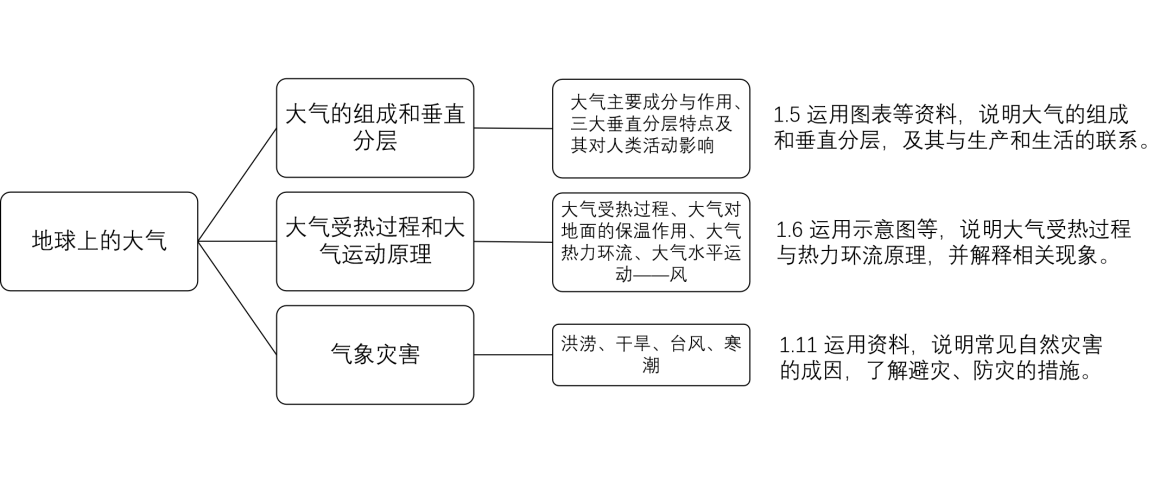 地球上的大气
大气的组成和垂直
分层
大气主要成分与作用、
三大垂直分层特点及
其对人类活动影响
1.5 运用图表等资料，说明大气的组成
和垂直分层，及其与生产和生活的联系。
大气受热过程和大
气运动原理
大气受热过程、大气对
地面的保温作用、大气
热力环流、大气水平运
动——风
1.6 运用示意图等，说明大气受热过程
与热力环流原理，并解释相关现象。
气象灾害
洪涝、干旱、台风、寒
潮
1.11 运用资料，说明常见自然灾害
的成因，了解避灾、防灾的措施。